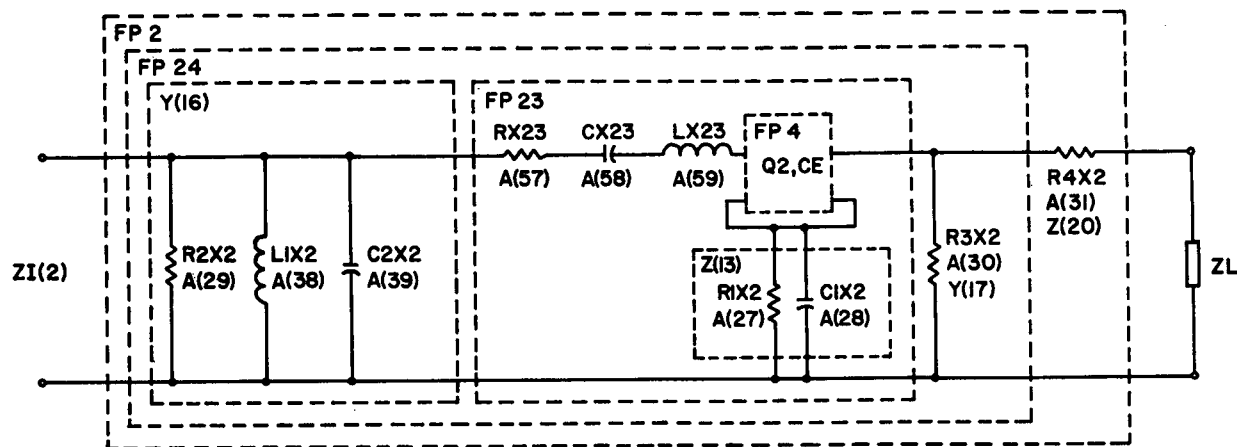 FP 2
FP 24
Y(16)
FP 23
RX23
A(57)
CX23
A(58)
LX23
A(59)
FP 4
Q2,CE
R4X2
A(31)
Z(20)
ZI(2)
R2X2
A(29)
L1X2
A(38)
C2X2
A(39)
Z(13)
R1X2
A(27)
C1X2
A(28)
R3X2
A(30)
Y(17)
ZL